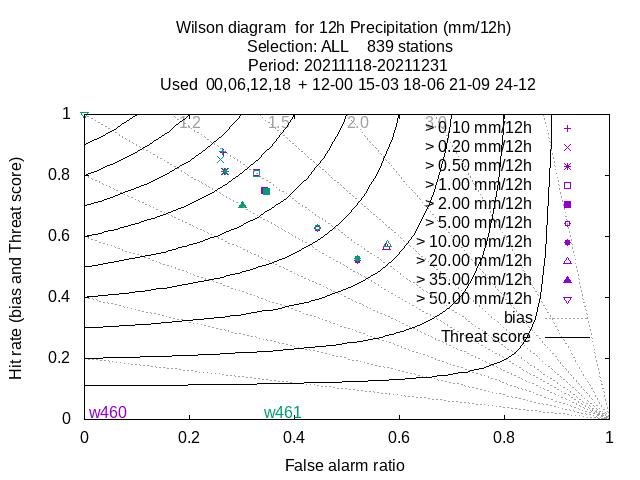 Wilson diagram  for 12h Precipitation (mm/12h)
Selection: ALL    839 stations
Period: 20211118-20211231
Used  00,06,12,18  + 12-00 15-03 18-06 21-09 24-12
Hit rate (bias and Threat score)
1
0.8
0.6
0.4
0.2
0
1.2
1.5
2.0
3.0
> 0.10 mm/12h
> 0.20 mm/12h
> 0.50 mm/12h
> 1.00 mm/12h
> 2.00 mm/12h
> 5.00 mm/12h
> 10.00 mm/12h
> 20.00 mm/12h
> 35.00 mm/12h
> 50.00 mm/12h
bias
Threat score
w460
w461
0 0.2 0.4 0.6 0.8 1
False alarm ratio